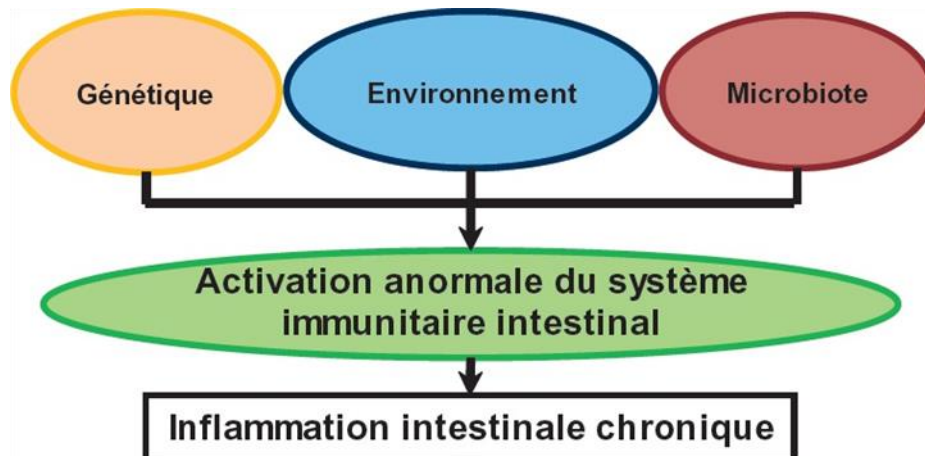 Génétique
Environnement
Microbiote
Activation anormale du système
immunitaire intestinal
Inflammation intestinale chronique